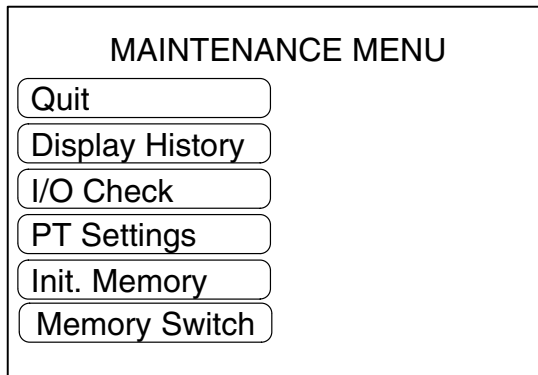 MAINTENANCE MENU
Quit
Display History
I/O Check
PT Settings
Init. Memory
Memory Switch